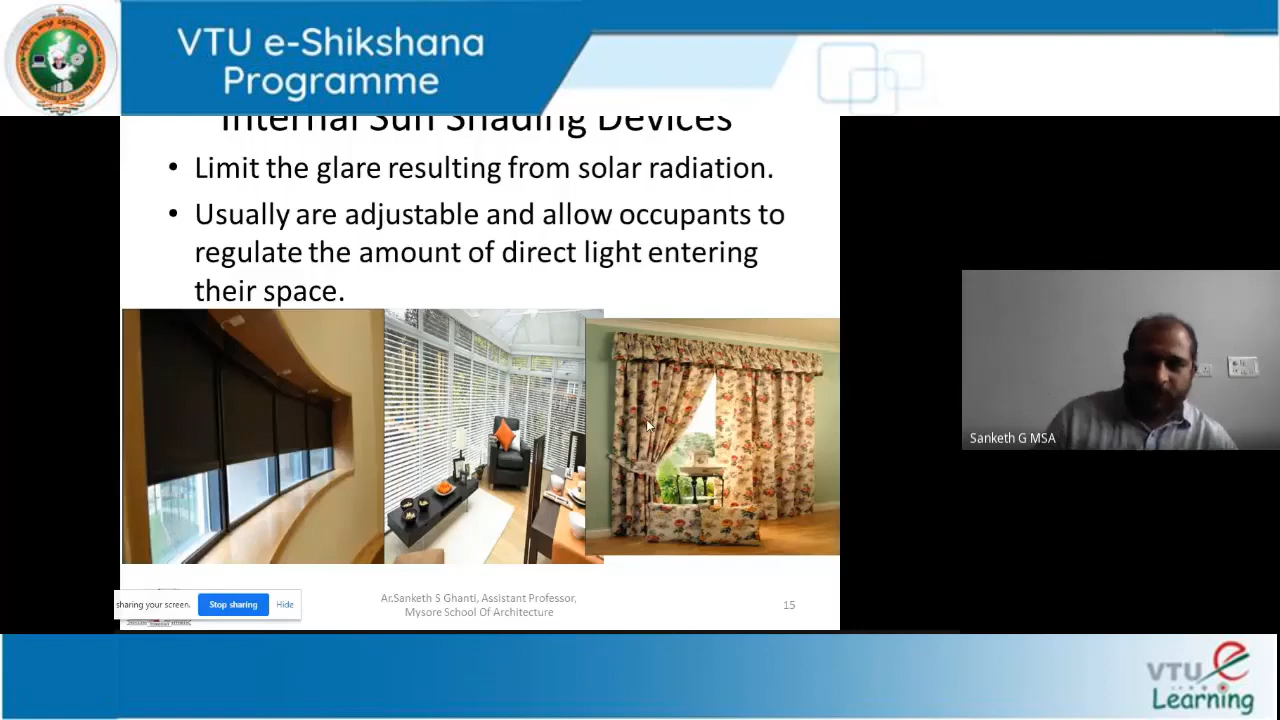 VTU e-Shikshana
Programme
Internal Sun Shading Devices
• Limit the glare resulting from solar radiation.
• Usually are adjustable and allow occupants to
regulate the amount of direct light entering
their space.
Sanketh G MSA
sharing your screen.
Stop sharing
Hide
Ar.Sanketh S Ghanti, Assistant Professor,
Mysore School Of Architecture
15
VTU e
Learning